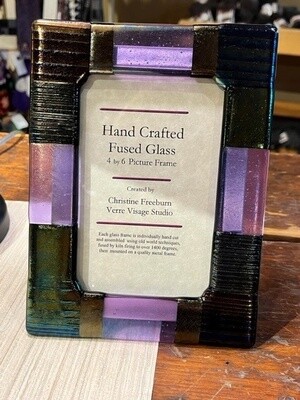 Hand Crafted
Fused Glass
4 by 6 Picture Frame
Created by
Christine Freeburn
Verre Visage Studio
Each glass frame is individually hand cut
and assembled using old world techniques,
fused by kiln firing to over 1400 degrees,
then mounted on a quality metal frame.